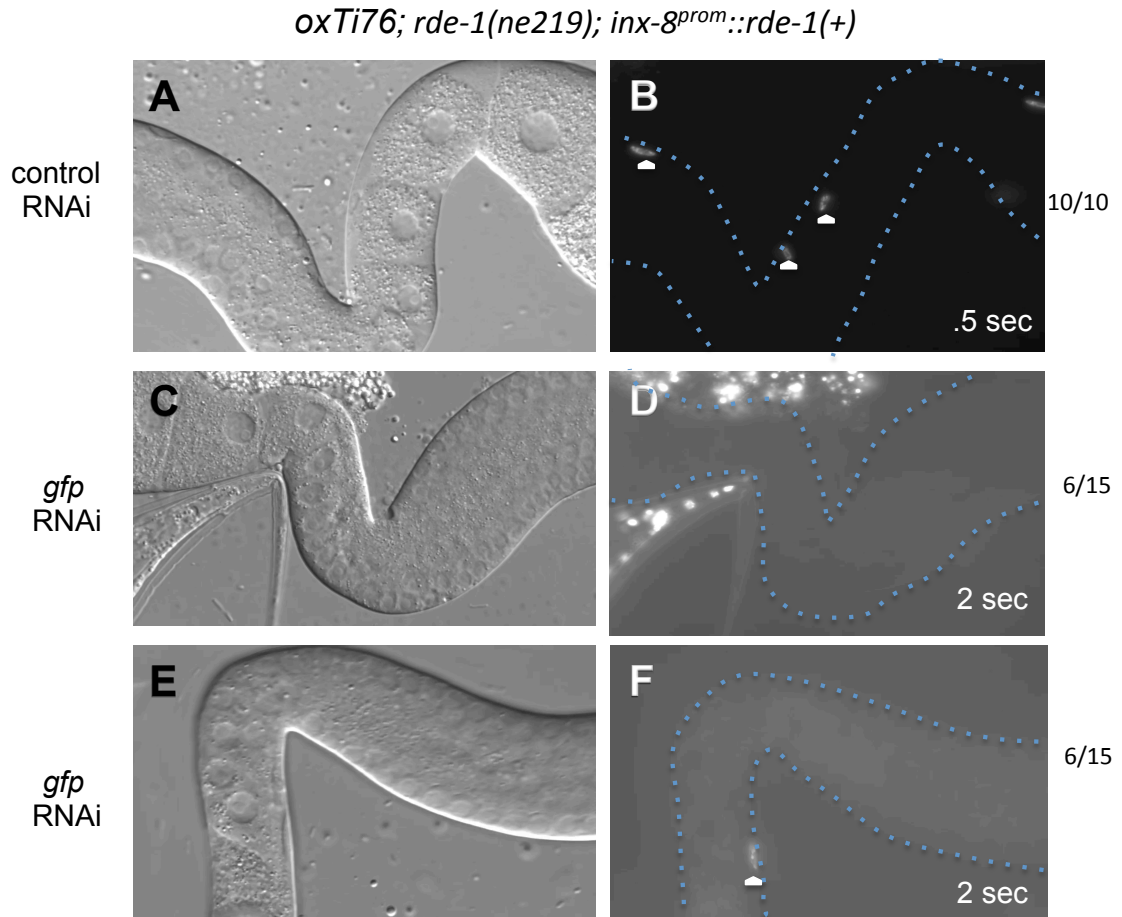 oxTi76; rde-1(ne219); inx-8prom::rde-1(+)
A
B
control
RNAi
10/10
.5 sec
C
D
gfp
RNAi
6/15
2 sec
E
F
gfp
RNAi
6/15
2 sec